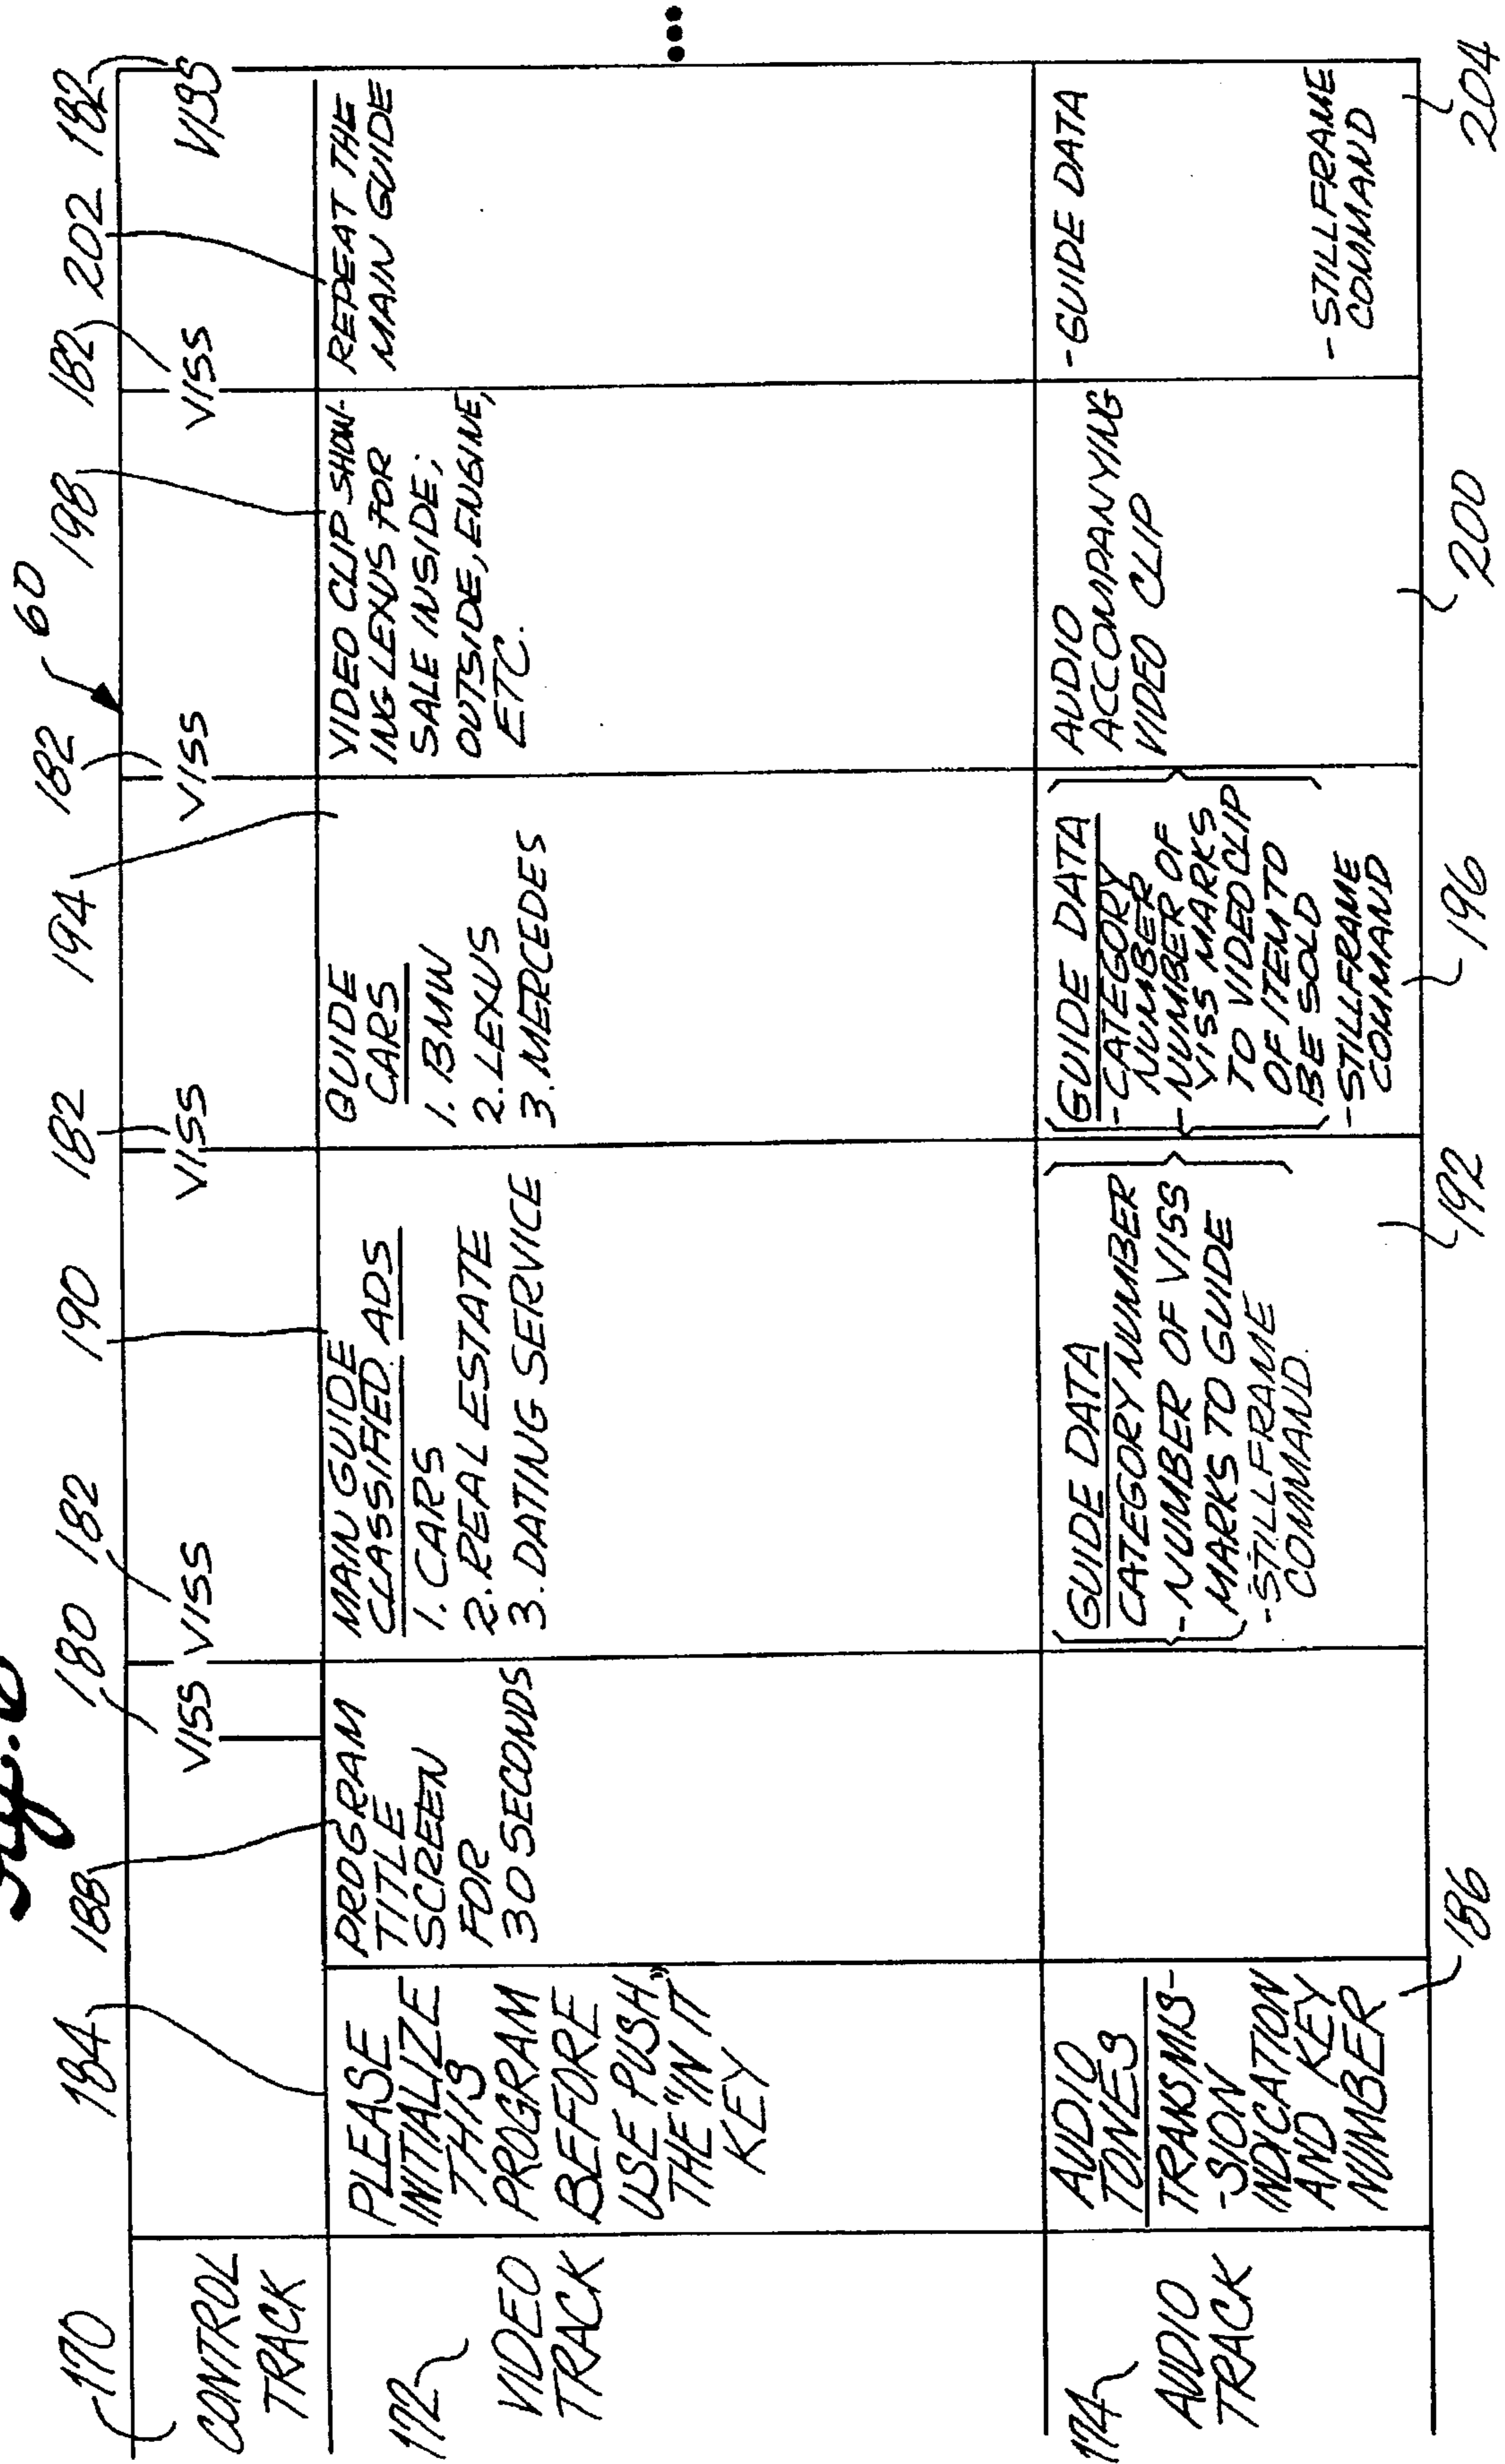 170
CONTROL
TRACK
172
VIDEO
TRACK
174
AUDIO
TRACK
184
PLEASE
INITIALIZE
THIS
PROGRAM
BEFORE
USE PUSH
THE "IN IT"
KEY
AUDIO
TONES
TRANSMIS-
-SION
INDICATION
AND KEY
NUMBER
186
188
PROGRAM
TITLE
SCREEN
FOR
30 SECONDS
180
VISS
182
VISS
190
MAIN GUIDE
CLASSIFIED ADS
1. CARS
2. REAL ESTATE
3. DATING SERVICE
GUIDE DATA
CATEGORY NUMBER
- NUMBER OF VISS
MARKS TO GUIDE
-STILLFRAME
COMMAND.
192
182
VISS
194
GUIDE
CARS
1. BMW
2. LEXUS
3. MERCEDES
GUIDE DATA
-CATEGORY
NUMBER
-NUMBER OF
VISS MARKS
TO VIDEO CLIP
OF ITEM TO
BE SOLD
-STILLFRAME
COMMAND
196
182
VISS
60
198
VIDEO CLIP SHOW-
ING LEXUS FOR
SALE INSIDE;
OUTSIDE, ENGINE,
ETC.
AUDIO
ACCOMPANYING
VIDEO CLIP
200
182
VISS
202
REPEAT THE
MAIN GUIDE
-GUIDE DATA
-STILLFRAME
COMMAND
204
182
VISS
...